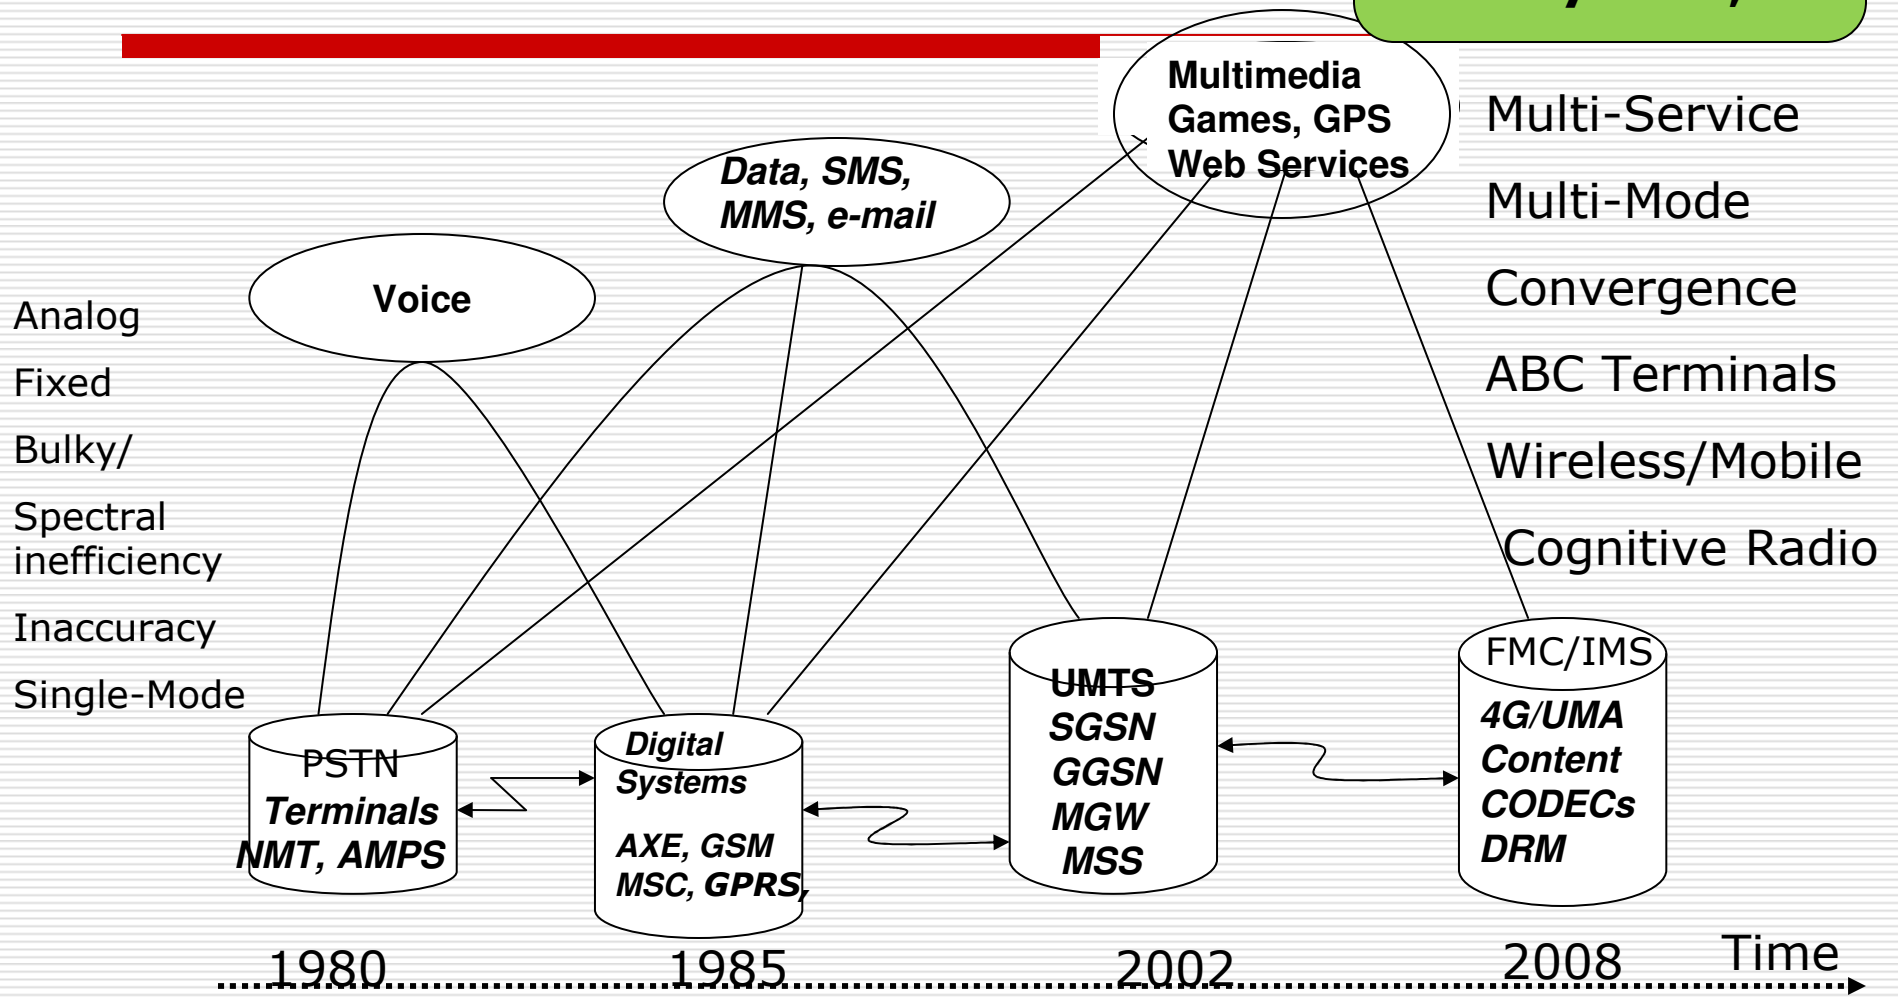 Multimedia
Games, GPS
Web Services
Data, SMS,
MMS, e-mail
Voice
Analog
Fixed
Bulky/
Spectral
inefficiency
Inaccuracy
Single-Mode
Multi-Service
Multi-Mode
Convergence
ABC Terminals
Wireless/Mobile
Cognitive Radio
PSTN
Terminals
NMT, AMPS
Digital
Systems
AXE, GSM
MSC, GPRS,
UMTS
SGSN
GGSN
MGW
MSS
FMC/IMS
4G/UMA
Content
CODECs
DRM
1980
1985
2002
2008
Time